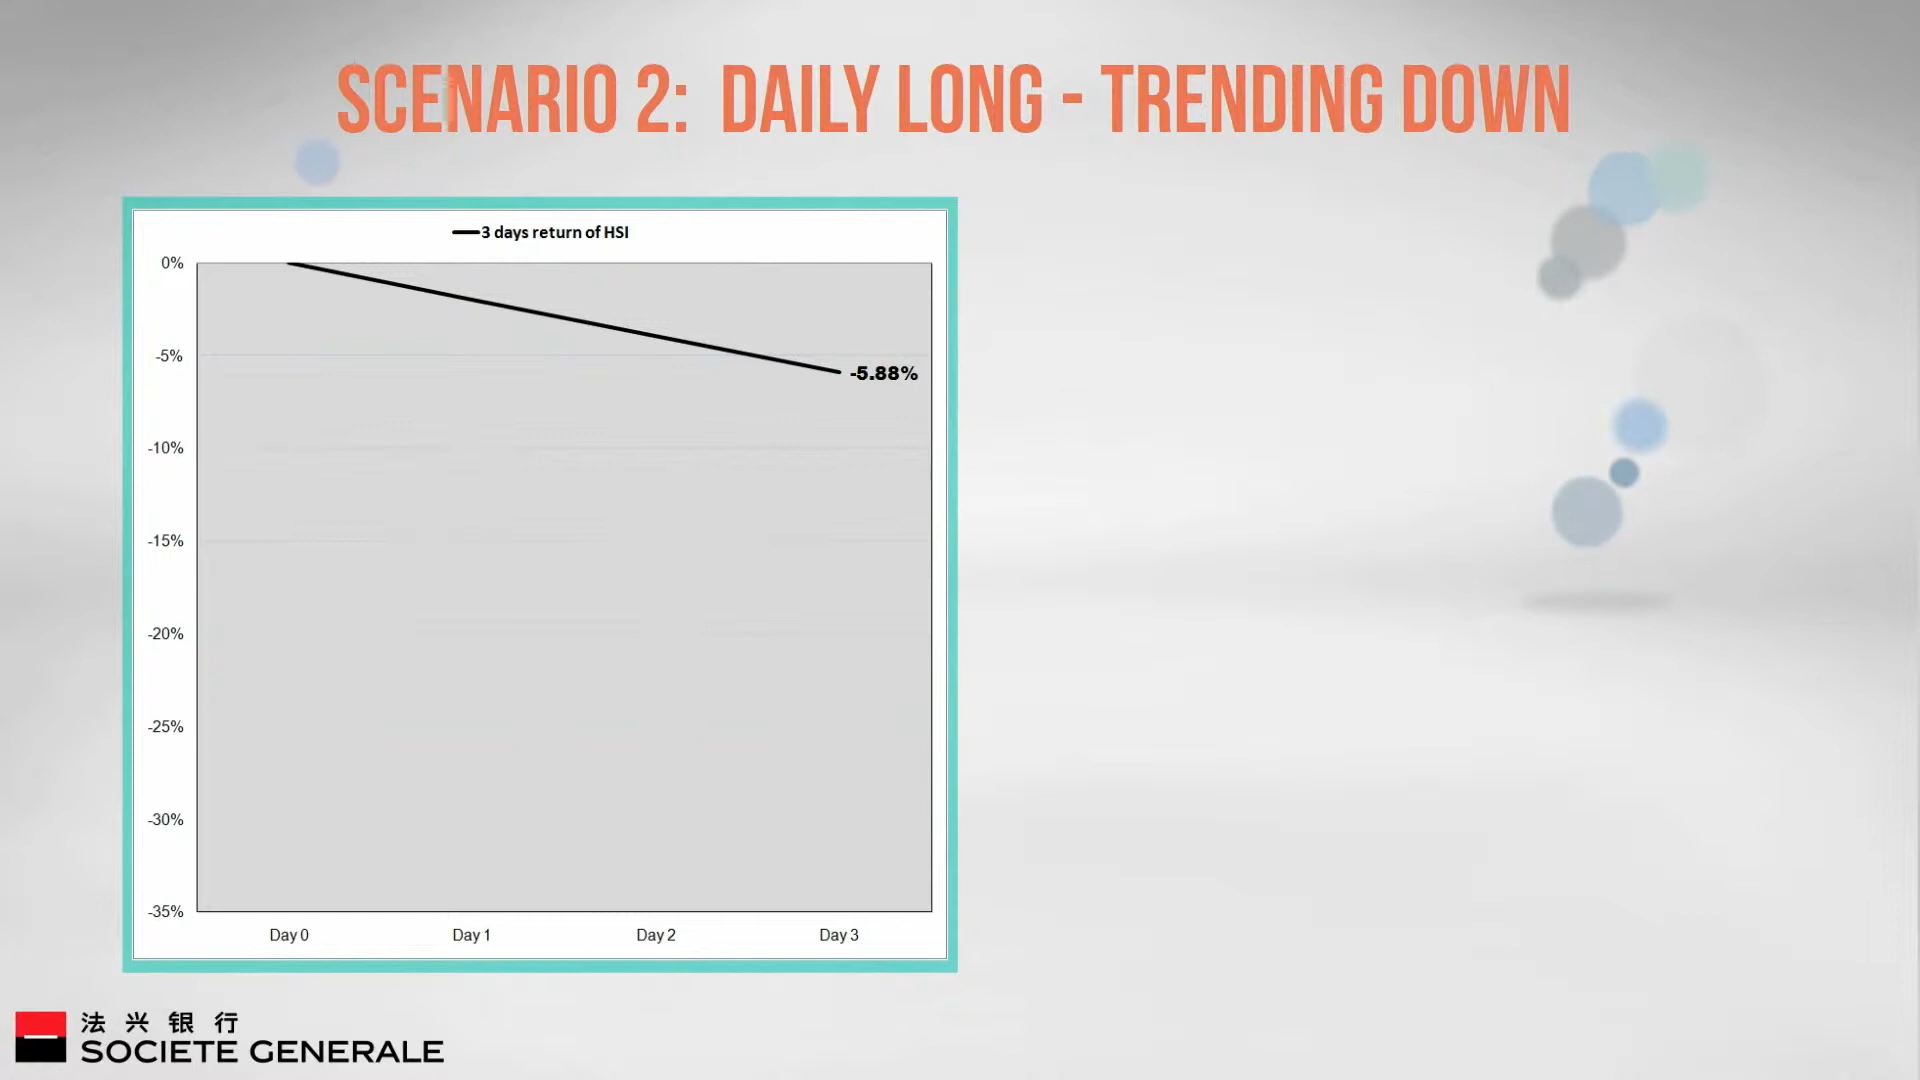 SCENARIO 2: DAILY LONG - TRENDING DOWN
3 days return of HSI
0%
-5%
-5.88%
-10%
-15%
-20%
-25%
-30%
-35%
Day 0 Day 1 Day 2 Day 3
法兴银行
SOCIETE GENERALE